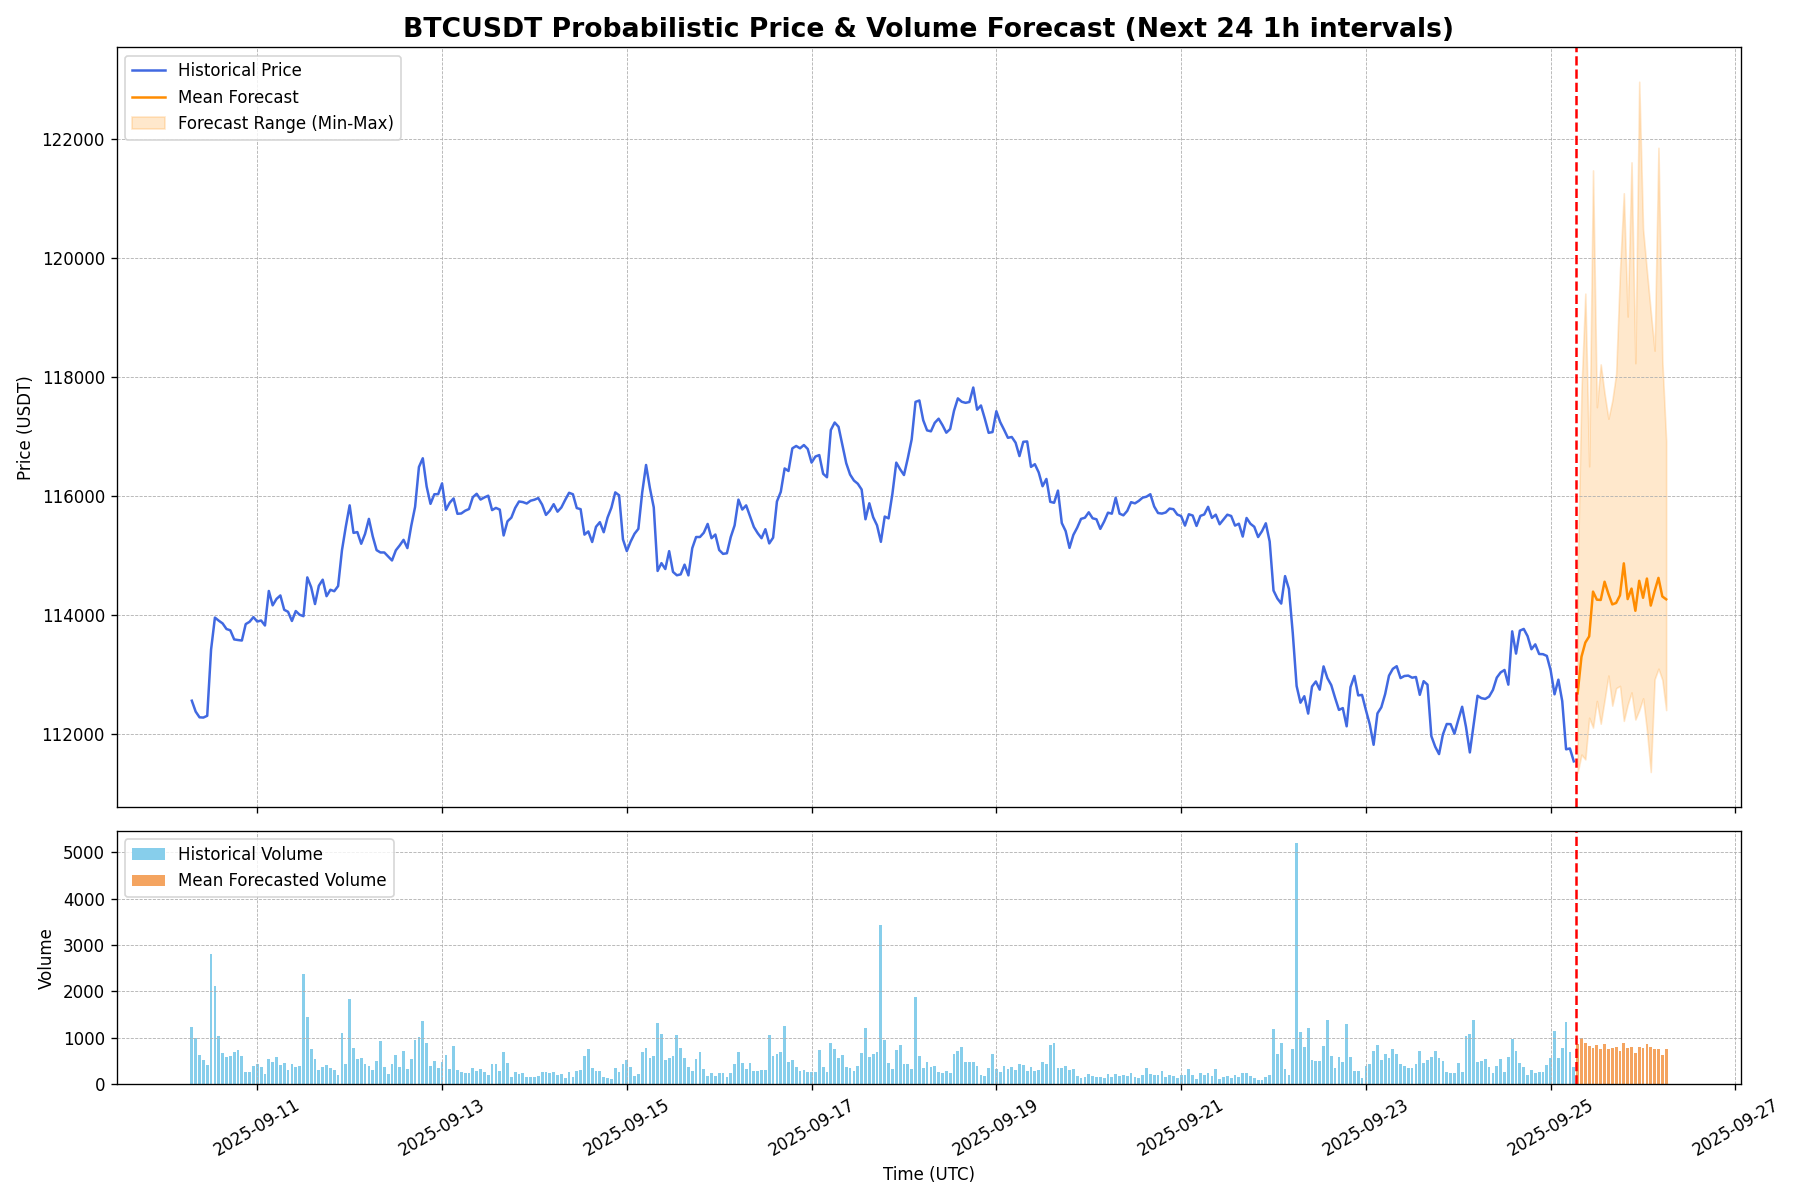 BTCUSDT Probabilistic Price & Volume Forecast (Next 24 1h intervals)
Historical Price
Mean Forecast
Forecast Range (Min-Max)
122000
120000
118000
116000
114000
112000
Price (USDT)
Historical Volume
Mean Forecasted Volume
5000
4000
3000
2000
1000
0
Volume
2025-09-11
2025-09-13
2025-09-15
2025-09-17
2025-09-19
2025-09-21
2025-09-23
2025-09-25
2025-09-27
Time (UTC)